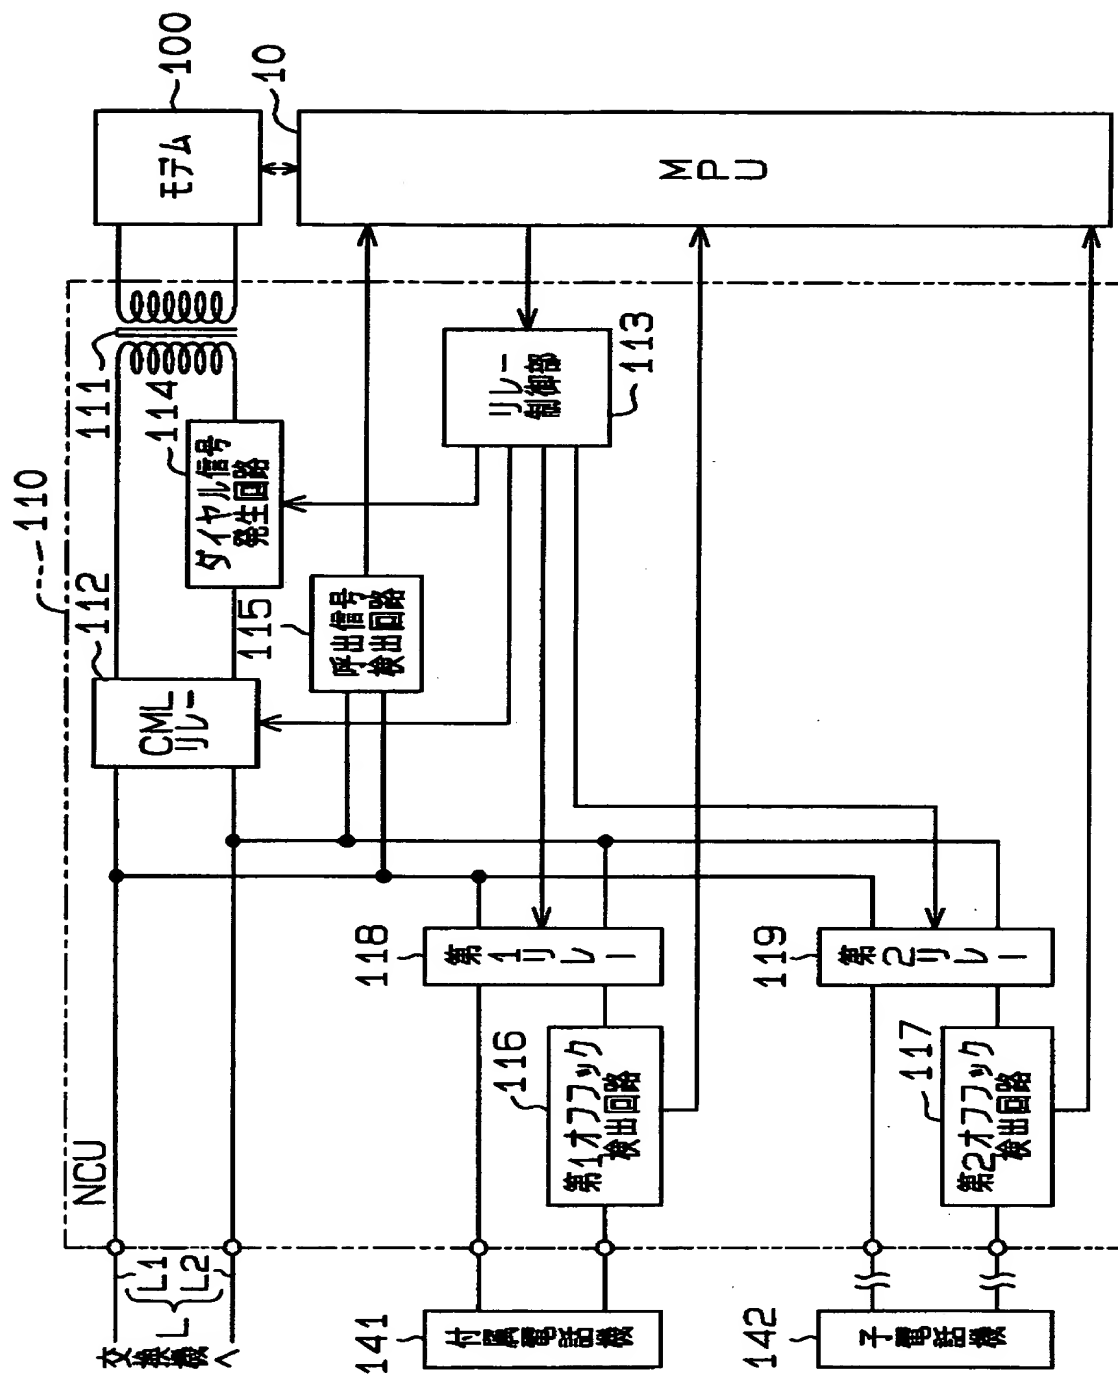 110
NCU
交換機へ
L
L1
L2
CML
リレー
112
ダイヤル信号
発生回路
114
111
モデム
100
呼出信号
検出回路
115
リレー
制御部
113
MPU
10
付属電話機
141
第1リレー
118
第1オフフック
検出回路
116
子電話機
142
第2リレー
119
第2オフフック
検出回路
117